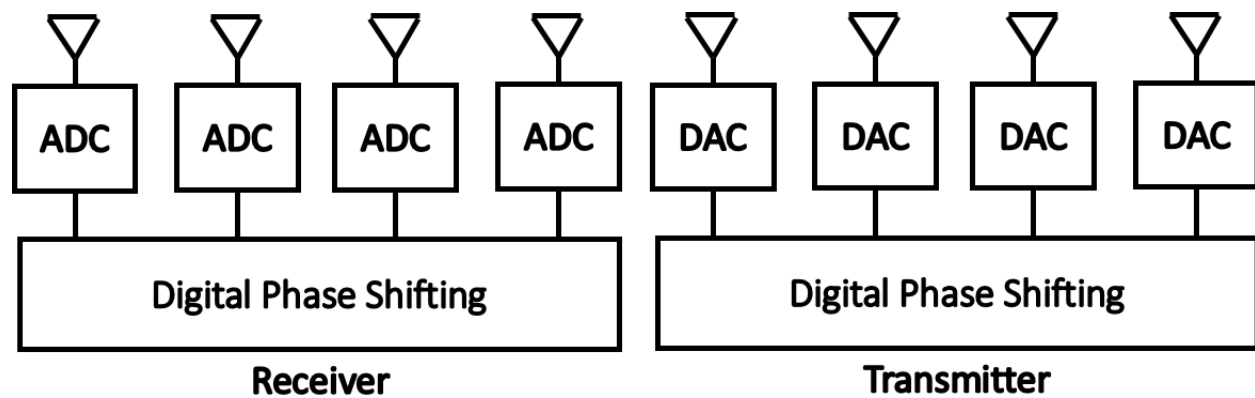 ADC ADC ADC ADC DAC DAC DAC DAC
Digital Phase Shifting Digital Phase Shifting
Receiver Transmitter